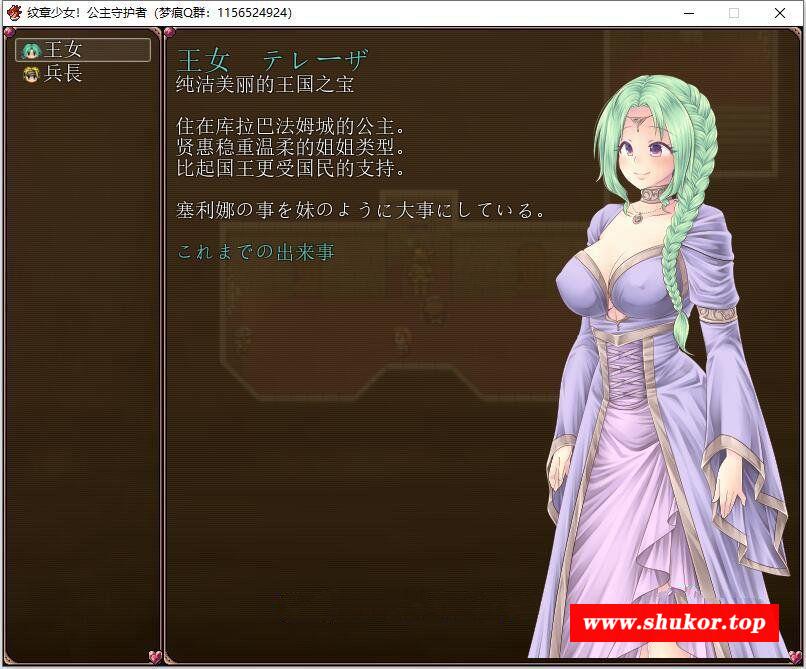 纹章少女！公主守护者（梦痕Q群：1156524924）
王女
兵長
王女　テレーザ
纯洁美丽的王国之宝
住在库拉巴法姆城的公主。
贤惠稳重温柔的姐姐类型。
比起国王更受国民的支持。
塞利娜の事を妹のように大事にしている。
これまでの出来事
www.shukor.top